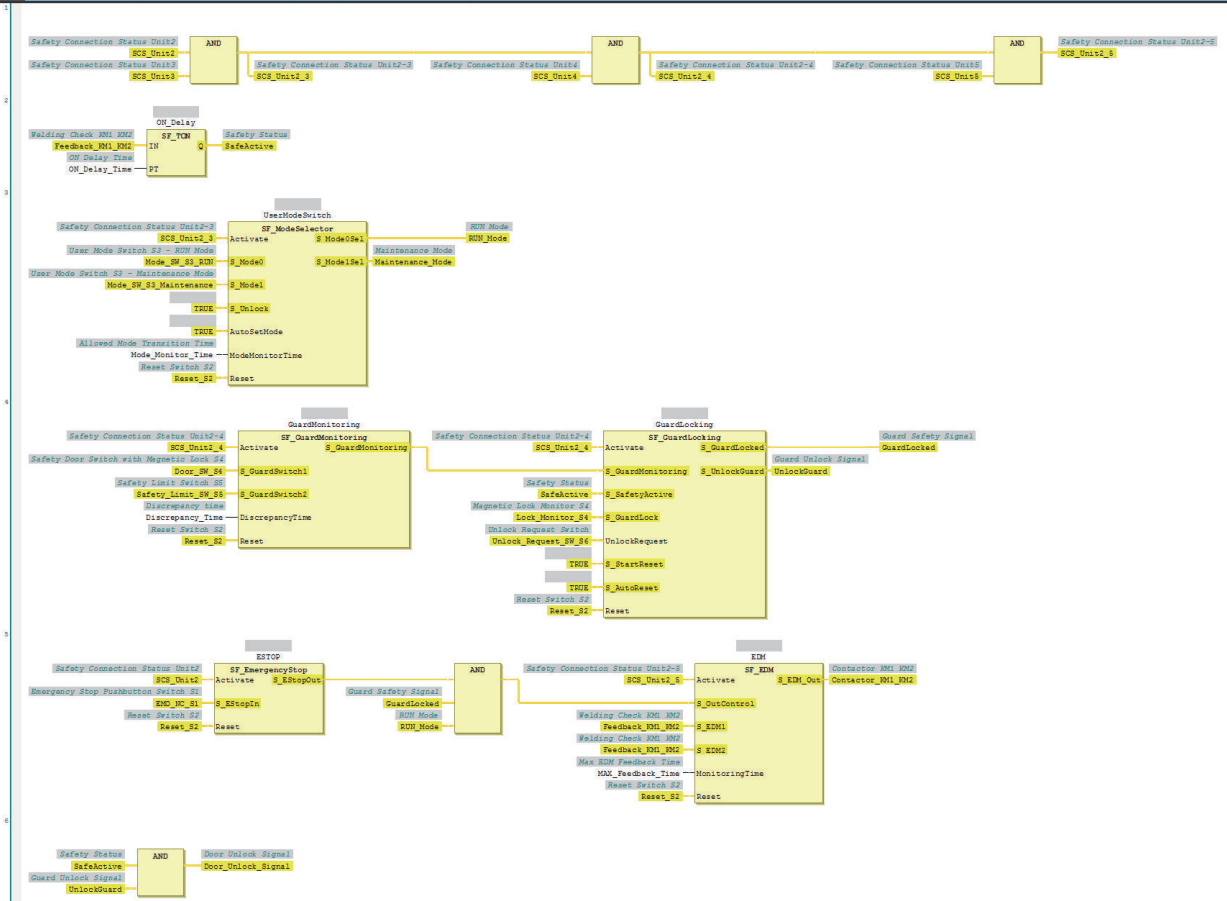 1
Safety Connection Status Unit2
SCS_Unit2
Safety Connection Status Unit3
SCS_Unit3
AND
Safety Connection Status Unit2-3
SCS_Unit2_3
Safety Connection Status Unit4
SCS_Unit4
AND
Safety Connection Status Unit2-4
SCS_Unit2_4
Safety Connection Status Unit5
SCS_Unit5
AND
Safety Connection Status Unit2-5
SCS_Unit2_5
2
ON_Delay
SF_TON
Welding Check KM1 KM2
Feedback_KM1_KM2
IN
Q
Safety Status
SafeActive
ON Delay Time
ON_Delay_Time
PT
3
UserModeSwitch
SF_ModeSelector
Safety Connection Status Unit2-3
SCS_Unit2_3
Activate
S_Mode0Sel
RUN Mode
RUN_Mode
User Mode Switch S3 - RUN Mode
Mode_SW_S3_RUN
S_Mode0
S_Mode1Sel
Maintenance Mode
Maintenance_Mode
User Mode Switch S3 - Maintenance Mode
Mode_SW_S3_Maintenance
S_Mode1
TRUE
S_Unlock
TRUE
AutoSetMode
Allowed Mode Transition Time
Mode_Monitor_Time
ModeMonitorTime
Reset Switch S2
Reset_S2
Reset
4
GuardMonitoring
SF_GuardMonitoring
Safety Connection Status Unit2-4
SCS_Unit2_4
Activate
S_GuardMonitoring
Safety Door Switch with Magnetic Lock S4
Door_SW_S4
S_GuardSwitch1
Safety Limit Switch S5
Safety_Limit_SW_S5
S_GuardSwitch2
Discrepancy time
Discrepancy_Time
DiscrepancyTime
Reset Switch S2
Reset_S2
Reset
GuardLocking
SF_GuardLocking
Safety Connection Status Unit2-4
SCS_Unit2_4
Activate
S_GuardLocked
Guard Safety Signal
GuardLocked
S_GuardMonitoring
S_UnlockGuard
Guard Unlock Signal
UnlockGuard
Safety Status
SafeActive
S_SafetyActive
Magnetic Lock Monitor S4
Lock_Monitor_S4
S_GuardLock
Unlock Request Switch
Unlock_Request_SW_S6
UnlockRequest
TRUE
S_StartReset
TRUE
S_AutoReset
Reset Switch S2
Reset_S2
Reset
5
ESTOP
SF_EmergencyStop
Safety Connection Status Unit2
SCS_Unit2
Activate
S_EStopOut
Emergency Stop Pushbutton Switch S1
EMO_NC_S1
S_EStopIn
Reset Switch S2
Reset_S2
Reset
AND
Guard Safety Signal
GuardLocked
RUN Mode
RUN_Mode
EDM
SF_EDM
Safety Connection Status Unit2-5
SCS_Unit2_5
Activate
S_EDM_Out
Contactor KM1 KM2
Contactor_KM1_KM2
S_OutControl
Welding Check KM1 KM2
Feedback_KM1_KM2
S_EDM1
Welding Check KM1 KM2
Feedback_KM1_KM2
S_EDM2
Max EDM Feedback Time
MAX_Feedback_Time
MonitoringTime
Reset Switch S2
Reset_S2
Reset
6
Safety Status
SafeActive
Guard Unlock Signal
UnlockGuard
AND
Door Unlock Signal
Door_Unlock_Signal